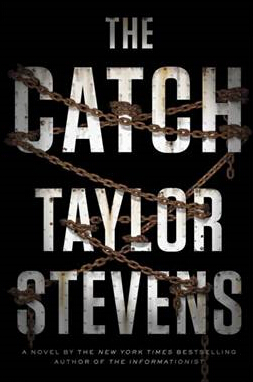 THE
CATCH
TAYLOR
STEVENS
A NOVEL BY THE NEW YORK TIMES BESTSELLING
AUTHOR OF THE INFORMATIONIST